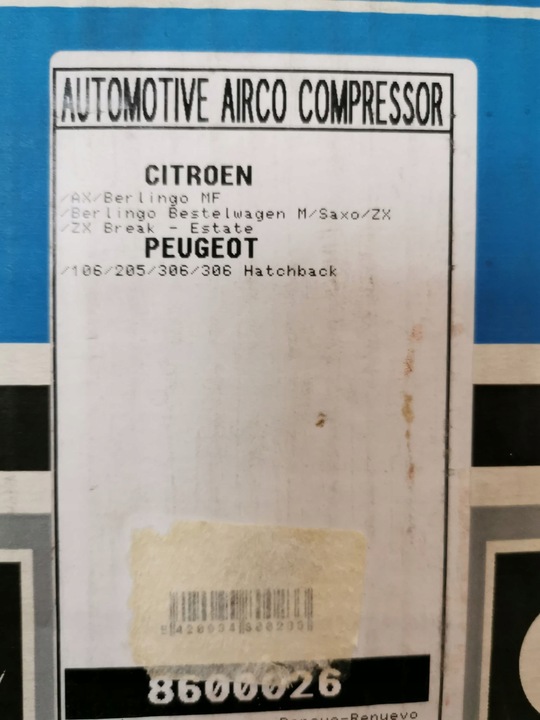 AUTOMOTIVE AIRCO COMPRESSOR
CITROEN
/AX/Berlingo MF
/Berlingo Bestelwagen M/Saxo/ZX
/ZX Break - Estate
PEUGEOT
/106/205/306/306 Hatchback
8600026